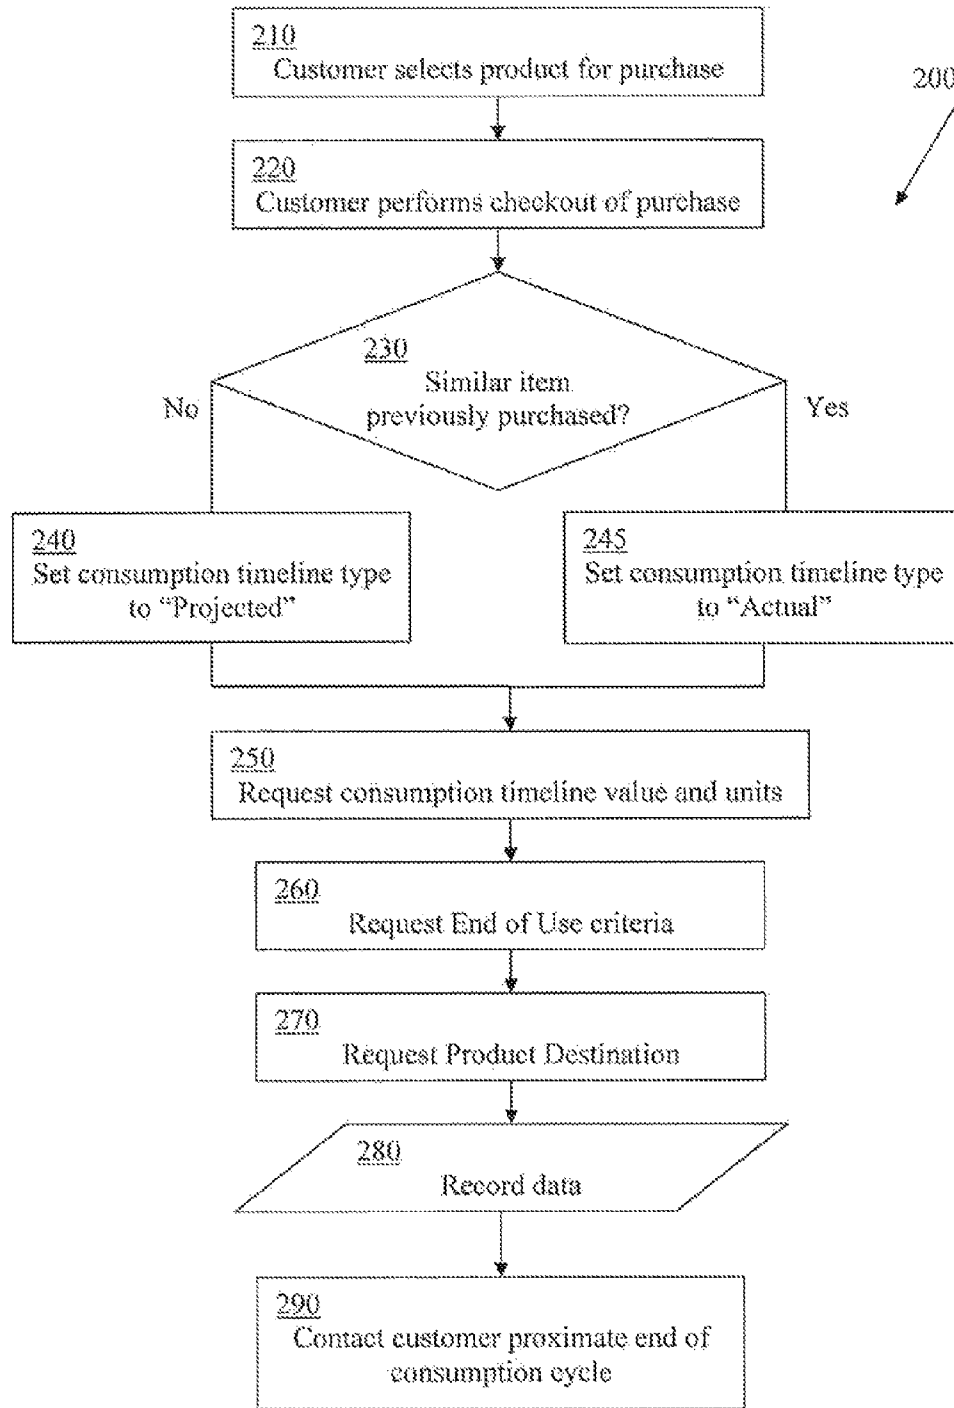 210
Customer selects product for purchase
200
220
Customer performs checkout of purchase
230
Similar item
previously purchased?
No
Yes
240
Set consumption timeline type
to “Projected”
245
Set consumption timeline type
to “Actual”
250
Request consumption timeline value and units
260
Request End of Use criteria
270
Request Product Destination
280
Record data
290
Contact customer proximate end of
consumption cycle